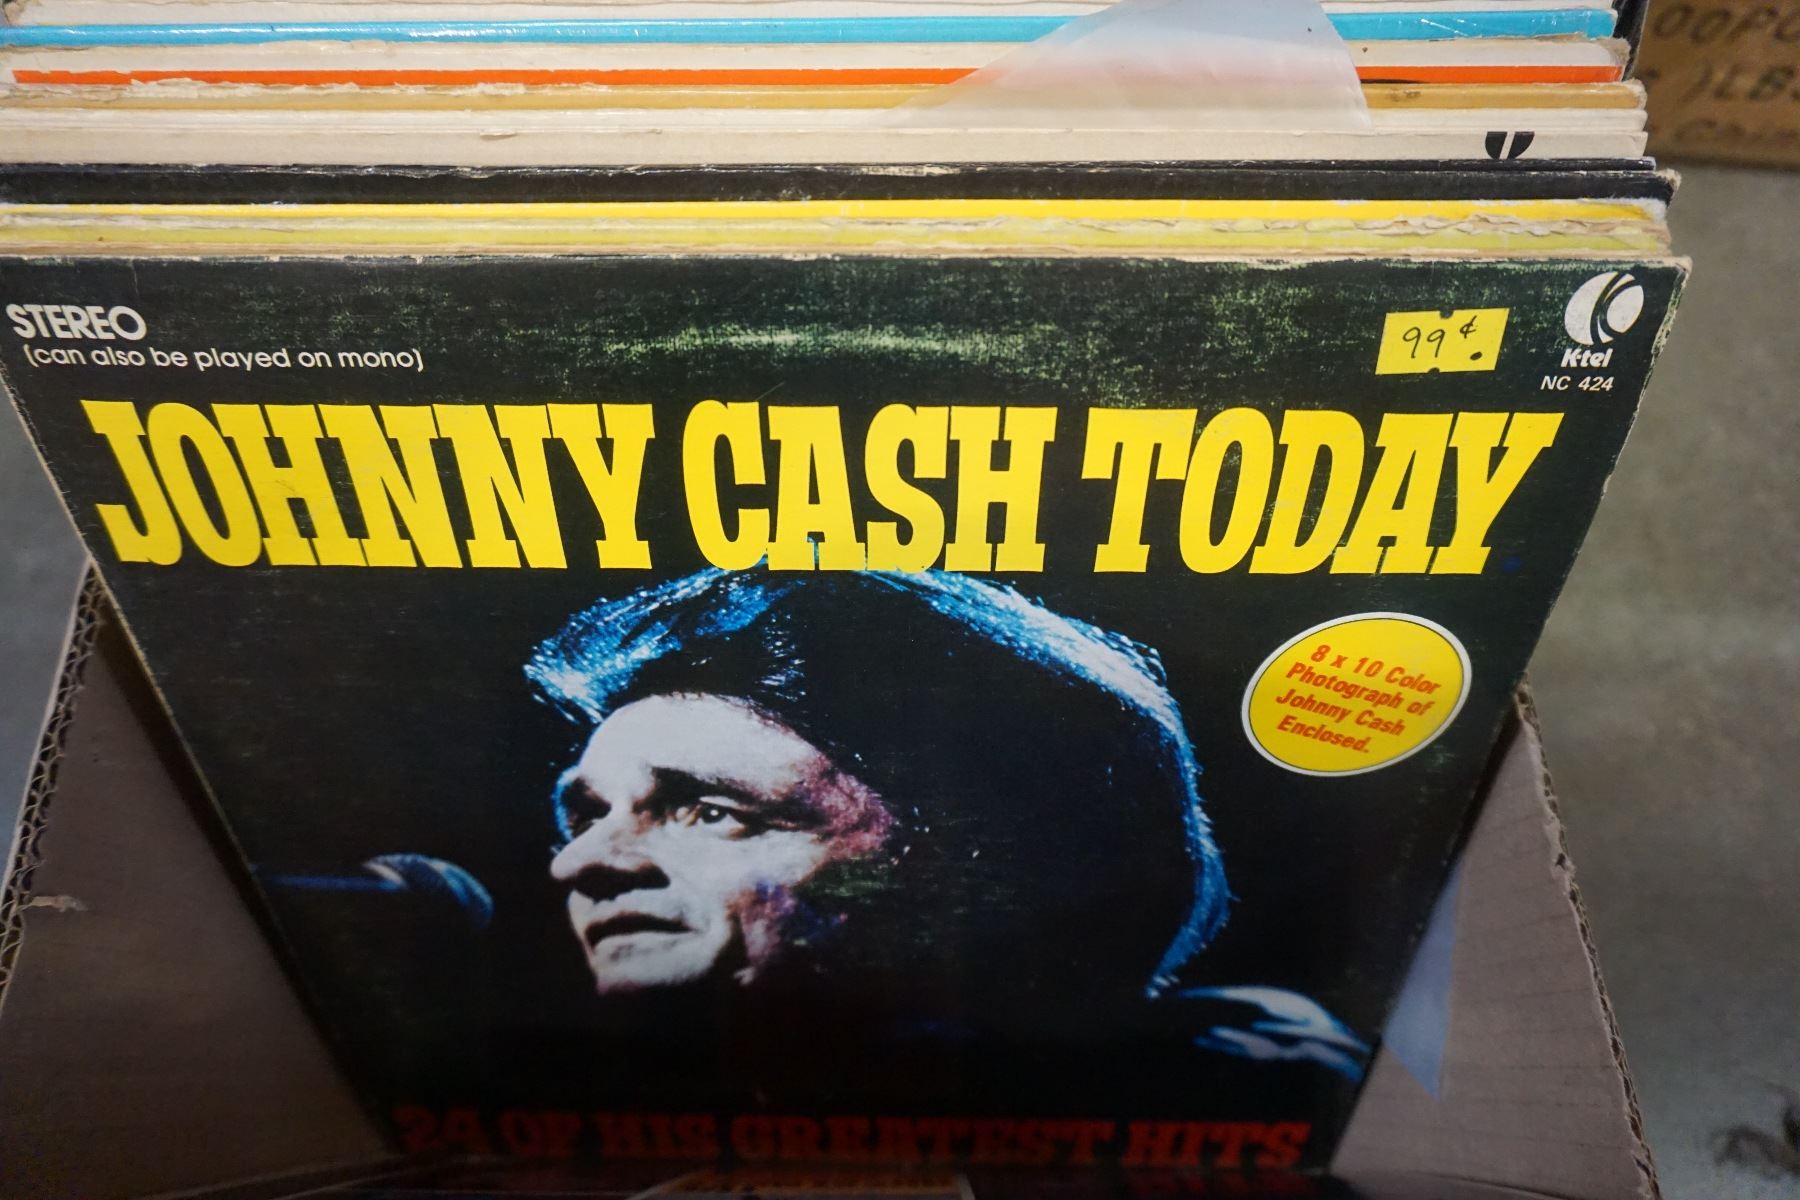 STEREO
(can also be played on mono)
99¢.
K-tel
NC 424
JOHNNY CASH TODAY
8 x 10 Color
Photograph of
Johnny Cash
Enclosed.
24 OF HIS GREATEST HITS